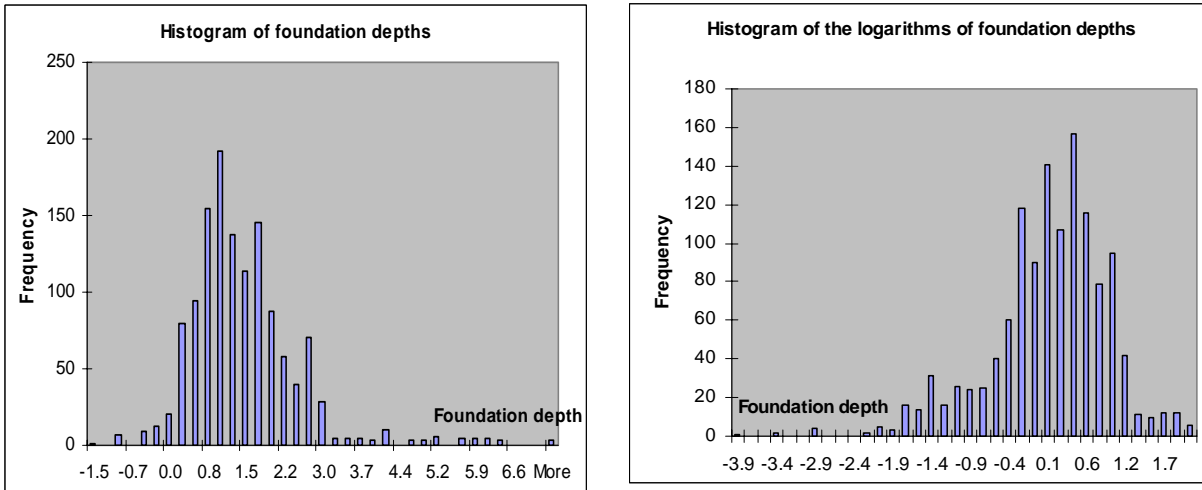 Histogram of foundation depths
250
200
150
100
50
0
Frequency
Foundation depth
-1.5 -0.7 0.0 0.8 1.5 2.2 3.0 3.7 4.4 5.2 5.9 6.6 More
Histogram of the logarithms of foundation depths
180
160
140
120
100
80
60
40
20
0
Frequency
Foundation depth
-3.9 -3.4 -2.9 -2.4 -1.9 -1.4 -0.9 -0.4 0.1 0.6 1.2 1.7